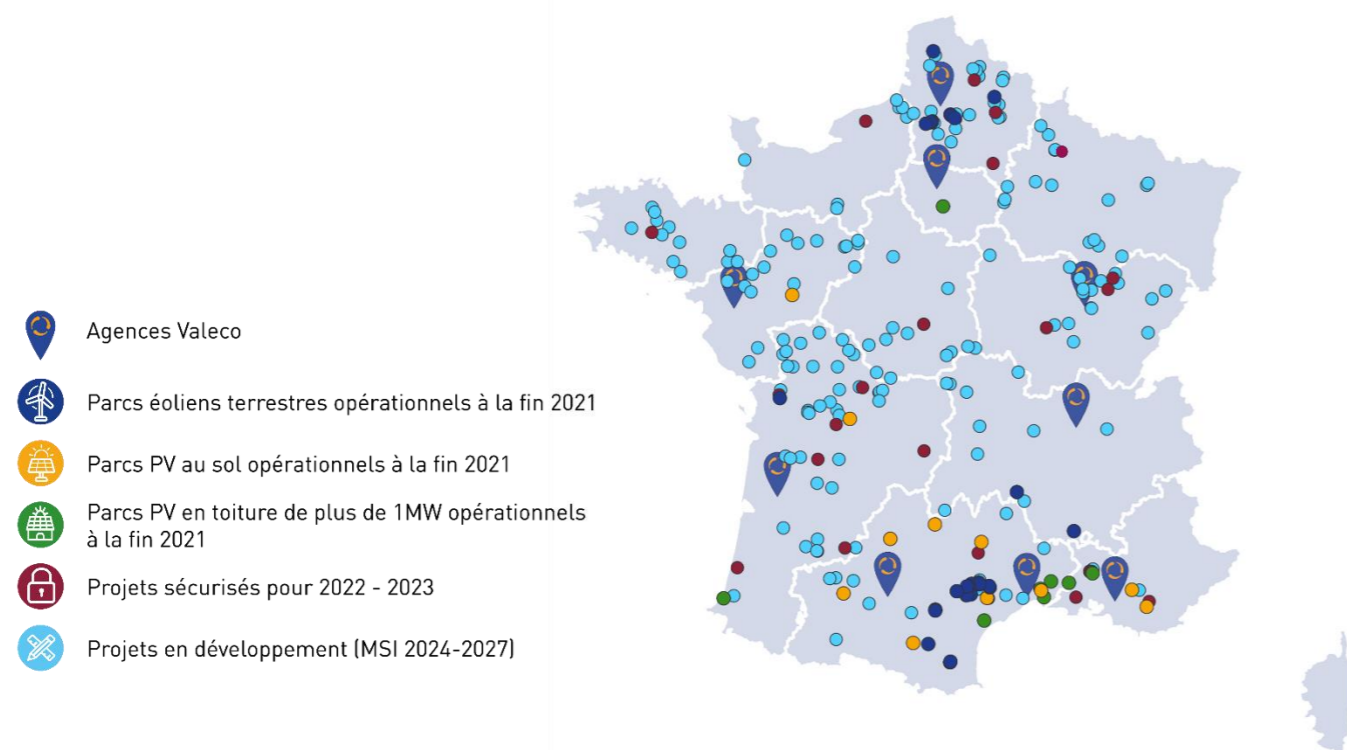 Agences Valeco
Parcs éoliens terrestres opérationnels à la fin 2021
Parcs PV au sol opérationnels à la fin 2021
Parcs PV en toiture de plus de 1MW opérationnels
à la fin 2021
Projets sécurisés pour 2022 - 2023
Projets en développement (MSI 2024-2027)